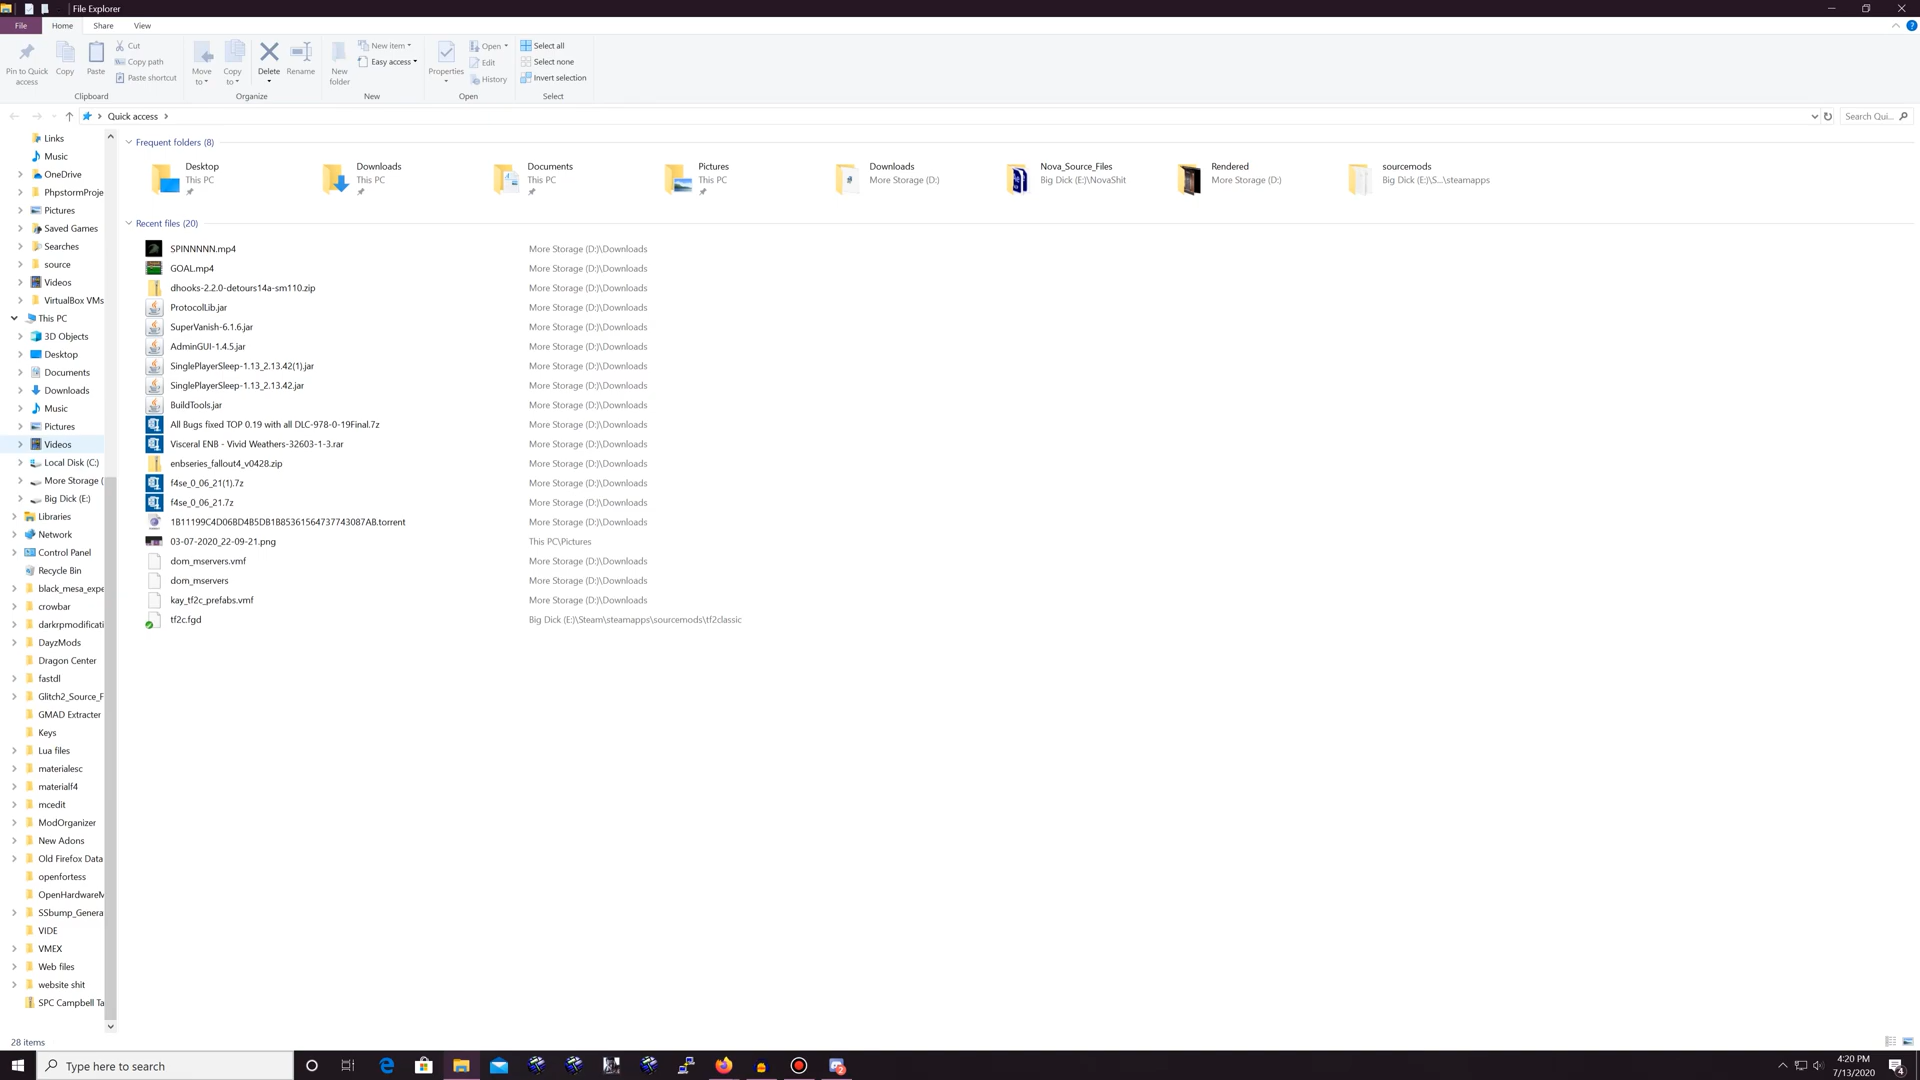 File Explorer
File Home Share View
Pin to Quick access
Copy
Paste
Cut
Copy path
Paste shortcut
Clipboard
Move to
Copy to
Delete
Rename
Organize
New folder
New item
Easy access
New
Properties
Open
Edit
History
Open
Select all
Select none
Invert selection
Select
Quick access
Search Qui...
Links
Music
OneDrive
PhpstormProje
Pictures
Saved Games
Searches
source
Videos
VirtualBox VMs
This PC
3D Objects
Desktop
Documents
Downloads
Music
Pictures
Videos
Local Disk (C:)
More Storage (
Big Dick (E:)
Libraries
Network
Control Panel
Recycle Bin
black_mesa_expe
crowbar
darkrpmodificati
DayzMods
Dragon Center
fastdl
Glitch2_Source_F
GMAD Extracter
Keys
Lua files
materialesc
materialf4
mcedit
ModOrganizer
New Adons
Old Firefox Data
openfortess
OpenHardwareM
SSbump_Genera
VIDE
VMEX
Web files
website shit
SPC Campbell Ta
Frequent folders (8)
Desktop
This PC
Downloads
This PC
Documents
This PC
Pictures
This PC
Downloads
More Storage (D:)
Nova_Source_Files
Big Dick (E:)\NovaShit
Rendered
More Storage (D:)
sourcemods
Big Dick (E:)\S...\steamapps
Recent files (20)
SPINNNNN.mp4 More Storage (D:)\Downloads
GOAL.mp4 More Storage (D:)\Downloads
dhooks-2.2.0-detours14a-sm110.zip More Storage (D:)\Downloads
ProtocolLib.jar More Storage (D:)\Downloads
SuperVanish-6.1.6.jar More Storage (D:)\Downloads
AdminGUI-1.4.5.jar More Storage (D:)\Downloads
SinglePlayerSleep-1.13_2.13.42(1).jar More Storage (D:)\Downloads
SinglePlayerSleep-1.13_2.13.42.jar More Storage (D:)\Downloads
BuildTools.jar More Storage (D:)\Downloads
All Bugs fixed TOP 0.19 with all DLC-978-0-19Final.7z More Storage (D:)\Downloads
Visceral ENB - Vivid Weathers-32603-1-3.rar More Storage (D:)\Downloads
enbseries_fallout4_v0428.zip More Storage (D:)\Downloads
f4se_0_06_21(1).7z More Storage (D:)\Downloads
f4se_0_06_21.7z More Storage (D:)\Downloads
1B11199C4D06BD4B5DB1B85361564737743087AB.torrent More Storage (D:)\Downloads
03-07-2020_22-09-21.png This PC\Pictures
dom_mservers.vmf More Storage (D:)\Downloads
dom_mservers More Storage (D:)\Downloads
kay_tf2c_prefabs.vmf More Storage (D:)\Downloads
tf2c.fgd Big Dick (E:)\Steam\steamapps\sourcemods\tf2classic
28 items
Type here to search
4:20 PM
7/13/2020
4